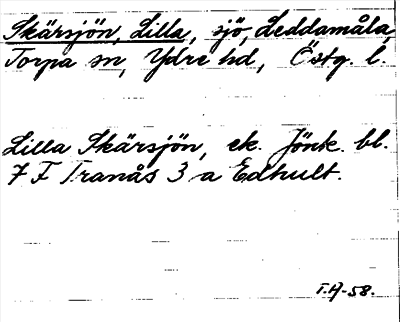 Skärsjön, Lilla, sjö, Leddamåla
Torpa sn, Ydre hd, Östg. l.
Lilla Skärsjön, ek. Jönk. bl.
7 F Tranås 3 a Edhult.
T.A-58.